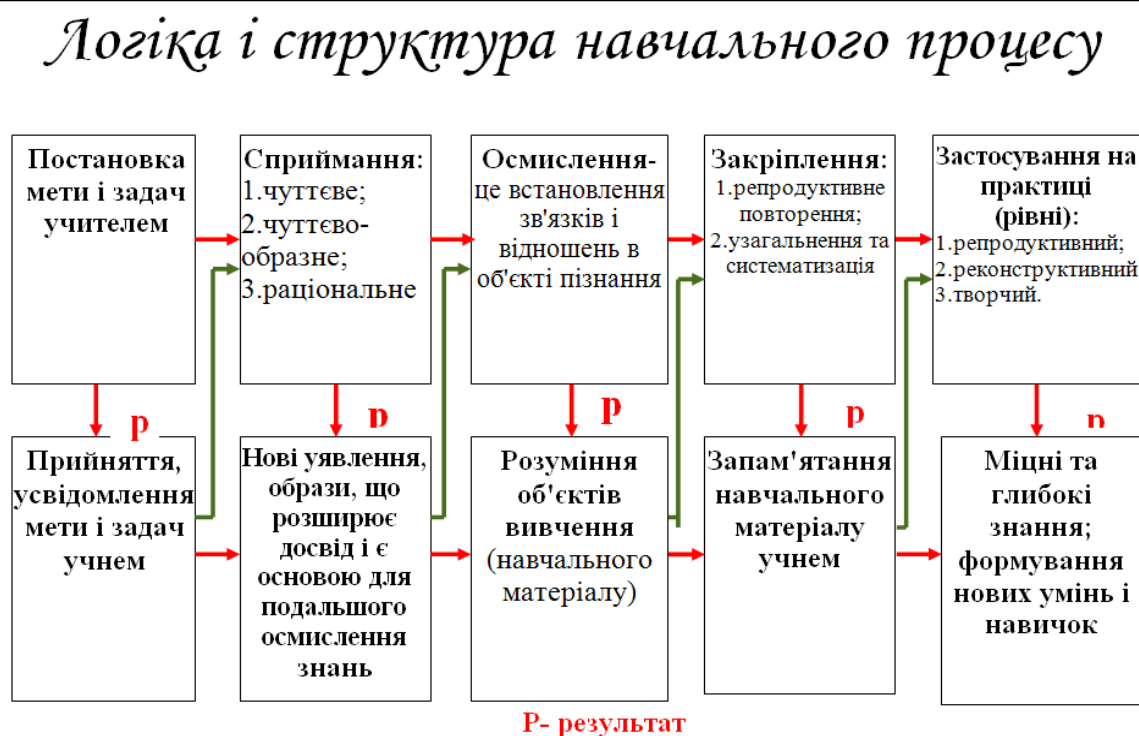 Логіка і структура навчального процесу
Постановка
мети і задач
учителем
Сприймання:
1.чуттєве;
2.чуттєво-
образне;
3.раціональне
Осмислення-
це встановлення
зв'язків і
відношень в
об'єкті пізнання
Закріплення:
1.репродуктивне
повторення;
2.узагальнення та
систематизація
Застосування на
практиці
(рівні):
1.репродуктивний;
2.реконструктивний
3.творчий.
р
р
р
р
р
Прийняття,
усвідомлення
мети і задач
учнем
Нові уявлення,
образи, що
розширює
досвід і є
основою для
подальшого
осмислення
знань
Розуміння
об'єктів
вивчення
(навчального
матеріалу)
Запам'ятання
навчального
матеріалу
учнем
Міцні та
глибокі
знання;
формування
нових умінь і
навичок
Р- результат